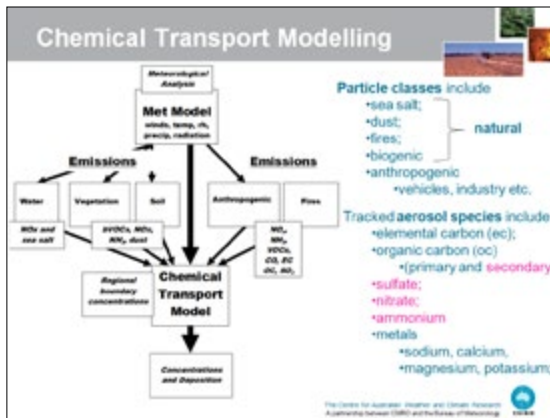 Chemical Transport Modelling
Meteorological
Analysis
Met Model
winds, temp, rh,
precip, radiation
Emissions
Emissions
Water
Vegetation
Soil
Anthropogenic
Fires
NOx and
sea salt
bVOCs, NOx
NH3, dust
NOx,
NH3,
VOCs,
CO, EC
OC, SO2
Regional
boundary
concentrations
Chemical
Transport
Model
Concentrations
and Deposition
Particle classes include
•sea salt;
•dust;
•fires;
•biogenic
natural
•anthropogenic
•vehicles, industry etc.
Tracked aerosol species include
•elemental carbon (ec);
•organic carbon (oc)
•(primary and secondary
•sulfate;
•nitrate;
•ammonium
•metals
•sodium, calcium,
•magnesium, potassium;
The Centre for Australian Weather and Climate Research
A partnership between CSIRO and the Bureau of Meteorology